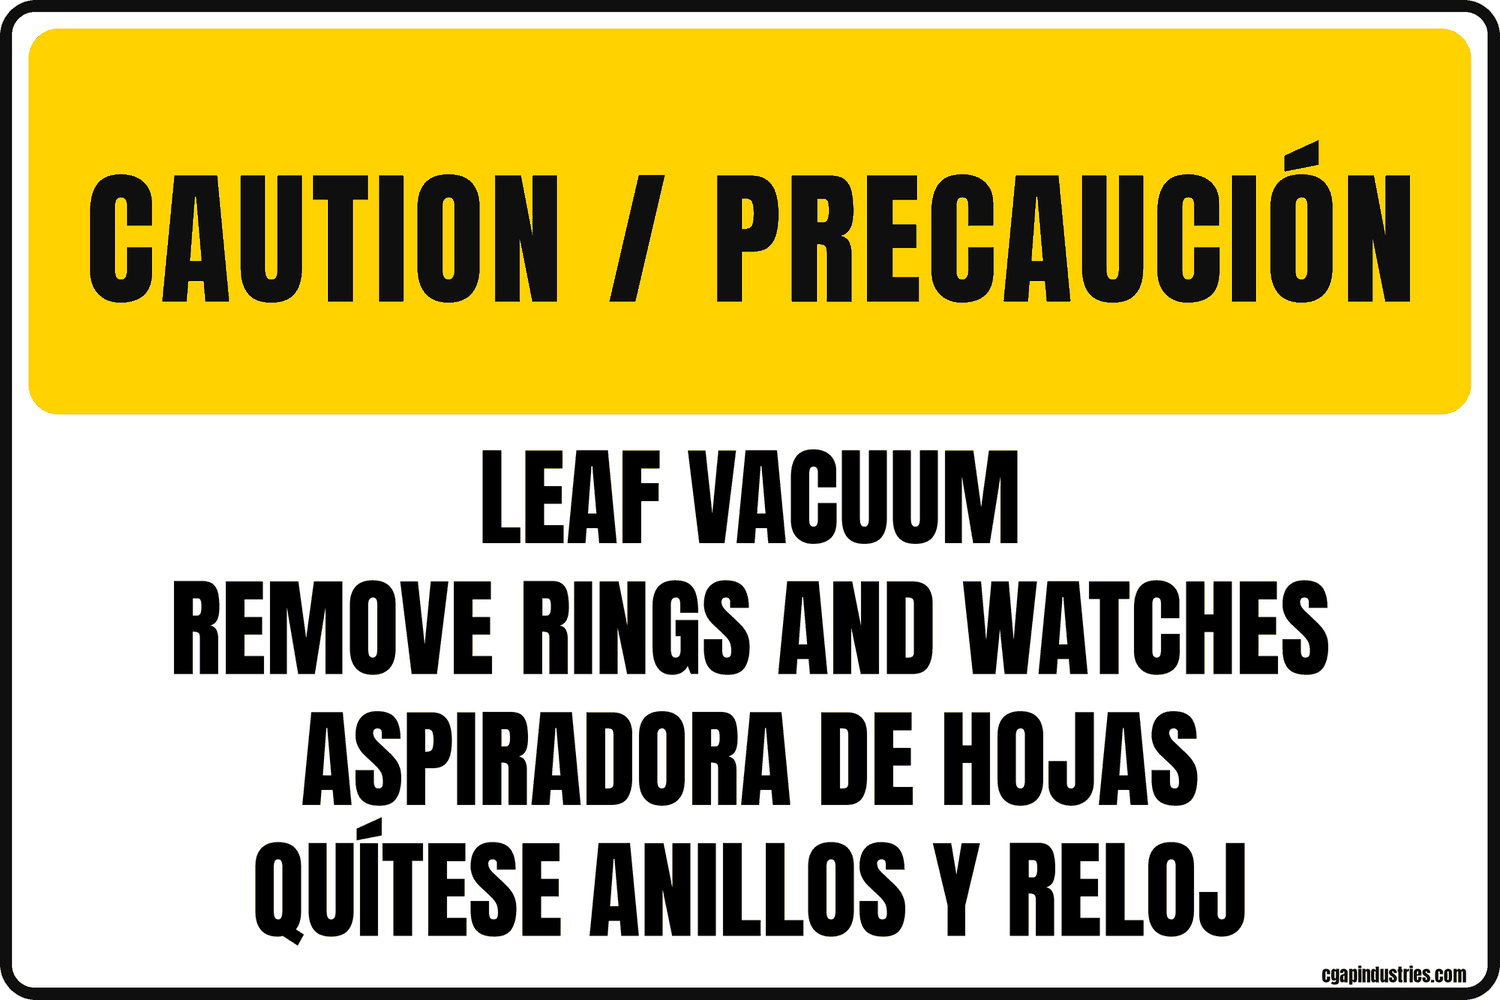 CAUTION / PRECAUCIÓN
LEAF VACUUM
REMOVE RINGS AND WATCHES
ASPIRADORA DE HOJAS
QUÍTESE ANILLOS Y RELOJ
cgapindustries.com